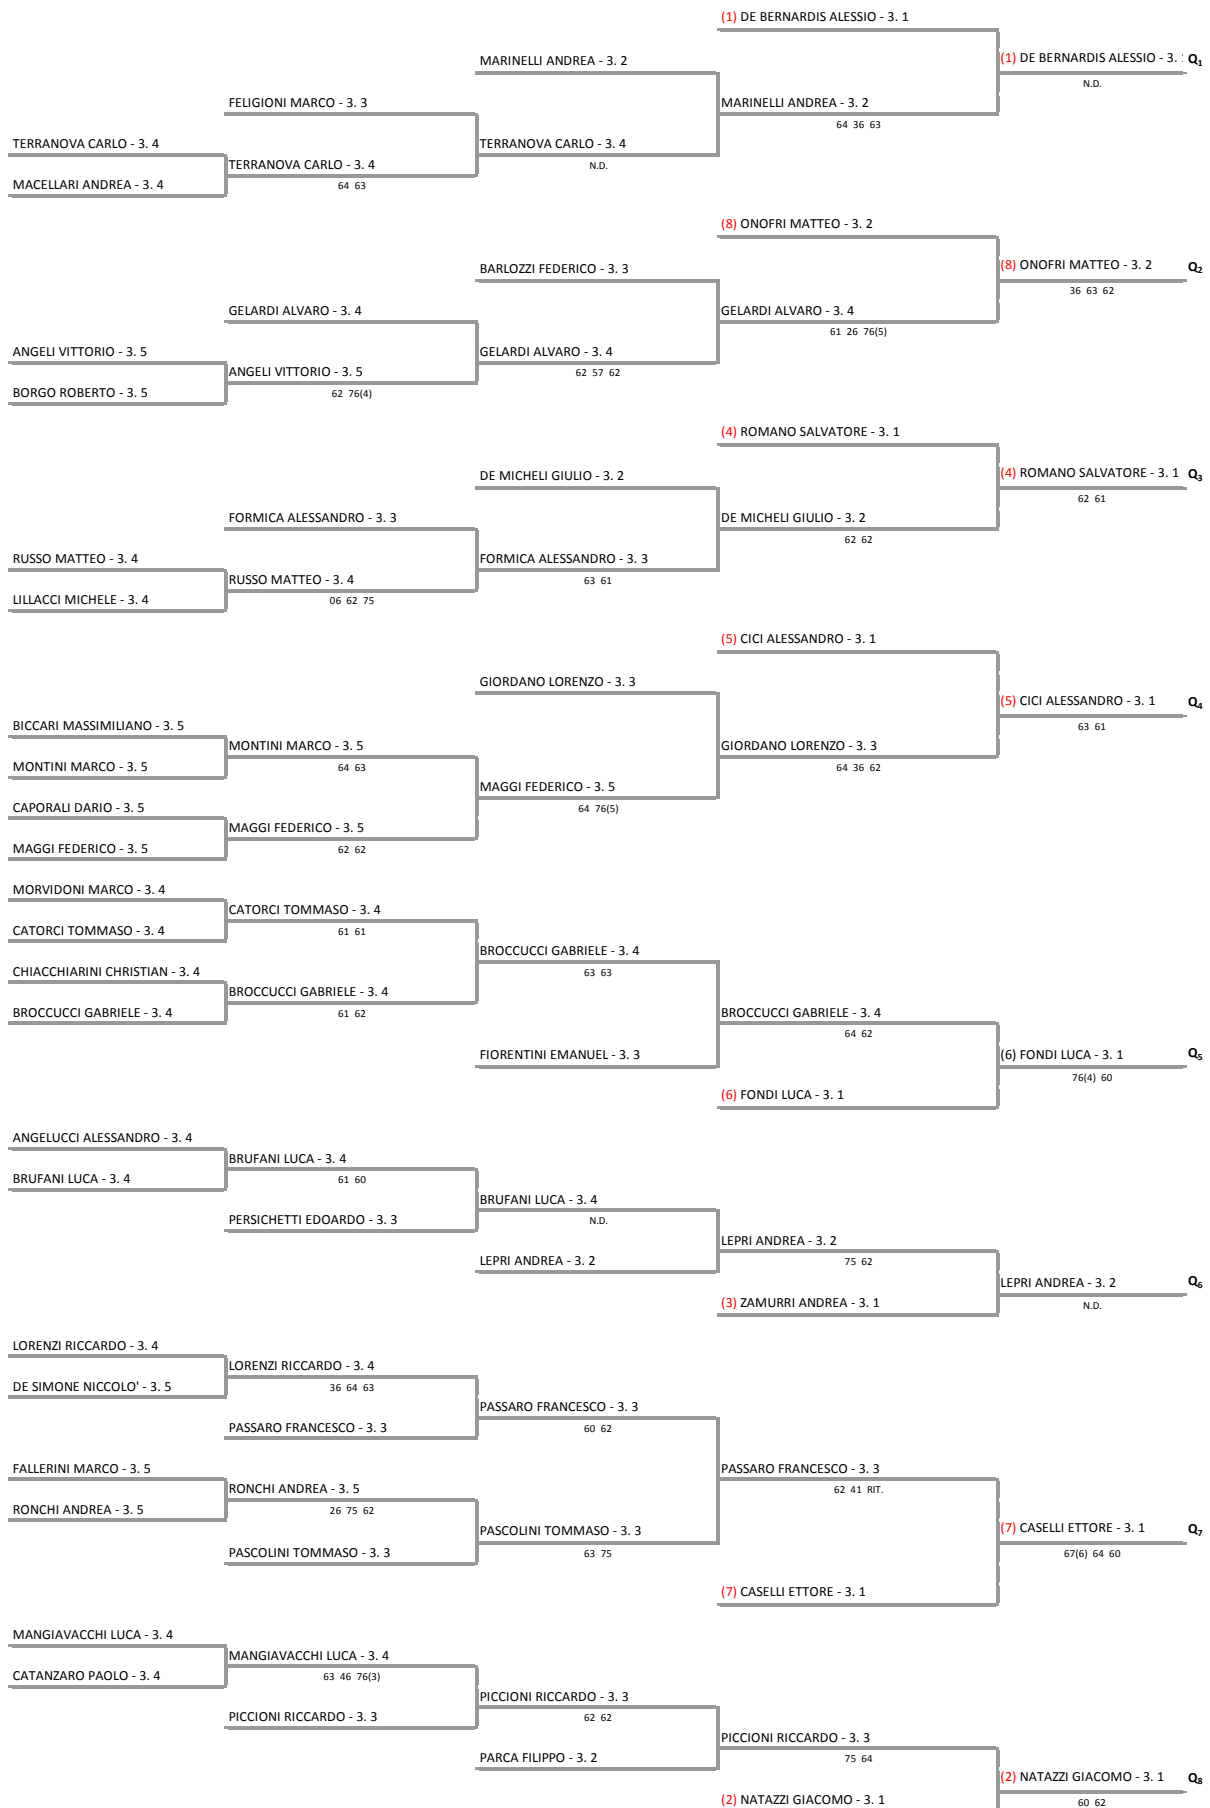 (1) DE BERNARDIS ALESSIO - 3. 1
MARINELLI ANDREA - 3. 2
(1) DE BERNARDIS ALESSIO - 3. Q1
N.D.
FELIGIONI MARCO - 3. 3
MARINELLI ANDREA - 3. 2
64 36 63
TERRANOVA CARLO - 3. 4
TERRANOVA CARLO - 3. 4
N.D.
TERRANOVA CARLO - 3. 4
64 63
MACELLARI ANDREA - 3. 4
(8) ONOFRI MATTEO - 3. 2
BARLOZZI FEDERICO - 3. 3
(8) ONOFRI MATTEO - 3. 2 Q2
36 63 62
GELARDI ALVARO - 3. 4
GELARDI ALVARO - 3. 4
61 26 76(5)
ANGELI VITTORIO - 3. 5
GELARDI ALVARO - 3. 4
62 57 62
ANGELI VITTORIO - 3. 5
62 76(4)
BORGO ROBERTO - 3. 5
(4) ROMANO SALVATORE - 3. 1
DE MICHELI GIULIO - 3. 2
(4) ROMANO SALVATORE - 3. 1 Q3
62 61
FORMICA ALESSANDRO - 3. 3
DE MICHELI GIULIO - 3. 2
62 62
RUSSO MATTEO - 3. 4
FORMICA ALESSANDRO - 3. 3
63 61
RUSSO MATTEO - 3. 4
06 62 75
LILLACCI MICHELE - 3. 4
(5) CICI ALESSANDRO - 3. 1
GIORDANO LORENZO - 3. 3
(5) CICI ALESSANDRO - 3. 1 Q4
63 61
BICCARI MASSIMILIANO - 3. 5
MONTINI MARCO - 3. 5
64 63
GIORDANO LORENZO - 3. 3
64 36 62
MONTINI MARCO - 3. 5
MAGGI FEDERICO - 3. 5
64 76(5)
CAPORALI DARIO - 3. 5
MAGGI FEDERICO - 3. 5
62 62
MAGGI FEDERICO - 3. 5
MORVIDONI MARCO - 3. 4
CATORCI TOMMASO - 3. 4
61 61
CATORCI TOMMASO - 3. 4
BROCCUCCI GABRIELE - 3. 4
63 63
CHIACCHIARINI CHRISTIAN - 3. 4
BROCCUCCI GABRIELE - 3. 4
61 62
BROCCUCCI GABRIELE - 3. 4
BROCCUCCI GABRIELE - 3. 4
64 62
FIORENTINI EMANUEL - 3. 3
(6) FONDI LUCA - 3. 1 Q5
76(4) 60
(6) FONDI LUCA - 3. 1
ANGELUCCI ALESSANDRO - 3. 4
BRUFANI LUCA - 3. 4
61 60
BRUFANI LUCA - 3. 4
BRUFANI LUCA - 3. 4
N.D.
PERSICHETTI EDOARDO - 3. 3
LEPRI ANDREA - 3. 2
75 62
LEPRI ANDREA - 3. 2
LEPRI ANDREA - 3. 2 Q6
N.D.
(3) ZAMURRI ANDREA - 3. 1
LORENZI RICCARDO - 3. 4
LORENZI RICCARDO - 3. 4
36 64 63
DE SIMONE NICCOLO' - 3. 5
PASSARO FRANCESCO - 3. 3
60 62
PASSARO FRANCESCO - 3. 3
FALLERINI MARCO - 3. 5
PASSARO FRANCESCO - 3. 3
62 41 RIT.
RONCHI ANDREA - 3. 5
26 75 62
RONCHI ANDREA - 3. 5
PASCOLINI TOMMASO - 3. 3
63 75
(7) CASELLI ETTORE - 3. 1 Q7
67(6) 64 60
PASCOLINI TOMMASO - 3. 3
(7) CASELLI ETTORE - 3. 1
MANGIAVACCHI LUCA - 3. 4
MANGIAVACCHI LUCA - 3. 4
63 46 76(3)
CATANZARO PAOLO - 3. 4
PICCIONI RICCARDO - 3. 3
62 62
PICCIONI RICCARDO - 3. 3
PICCIONI RICCARDO - 3. 3
75 64
PARCA FILIPPO - 3. 2
(2) NATAZZI GIACOMO - 3. 1 Q8
60 62
(2) NATAZZI GIACOMO - 3. 1